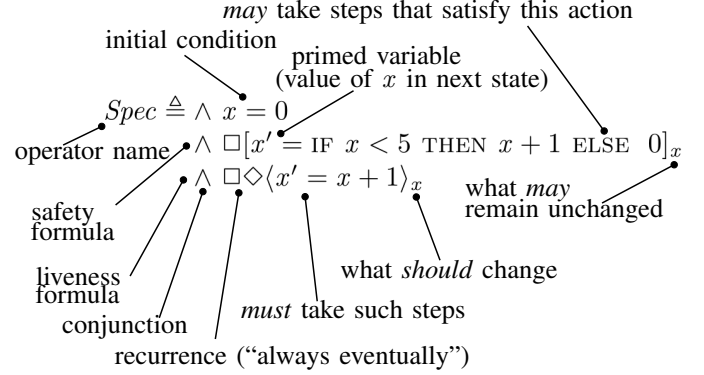 may take steps that satisfy this action
initial condition
primed variable
(value of x in next state)
Spec ≜ ∧ x = 0
operator name
∧ □[x′ = IF x < 5 THEN x + 1 ELSE 0]ₓ
∧ □◇⟨x′ = x + 1⟩ₓ
what may
remain unchanged
safety
formula
what should change
liveness
formula
must take such steps
conjunction
recurrence (“always eventually”)